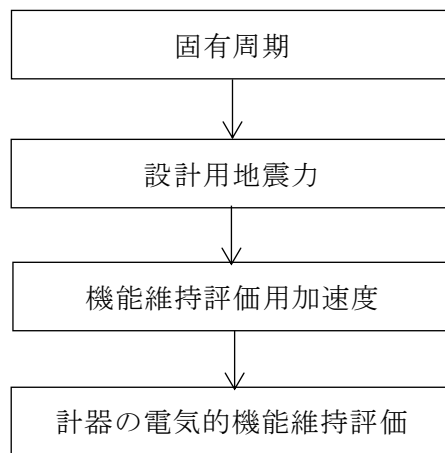 固有周期
設計用地震力
機能維持評価用加速度
計器の電気的機能維持評価